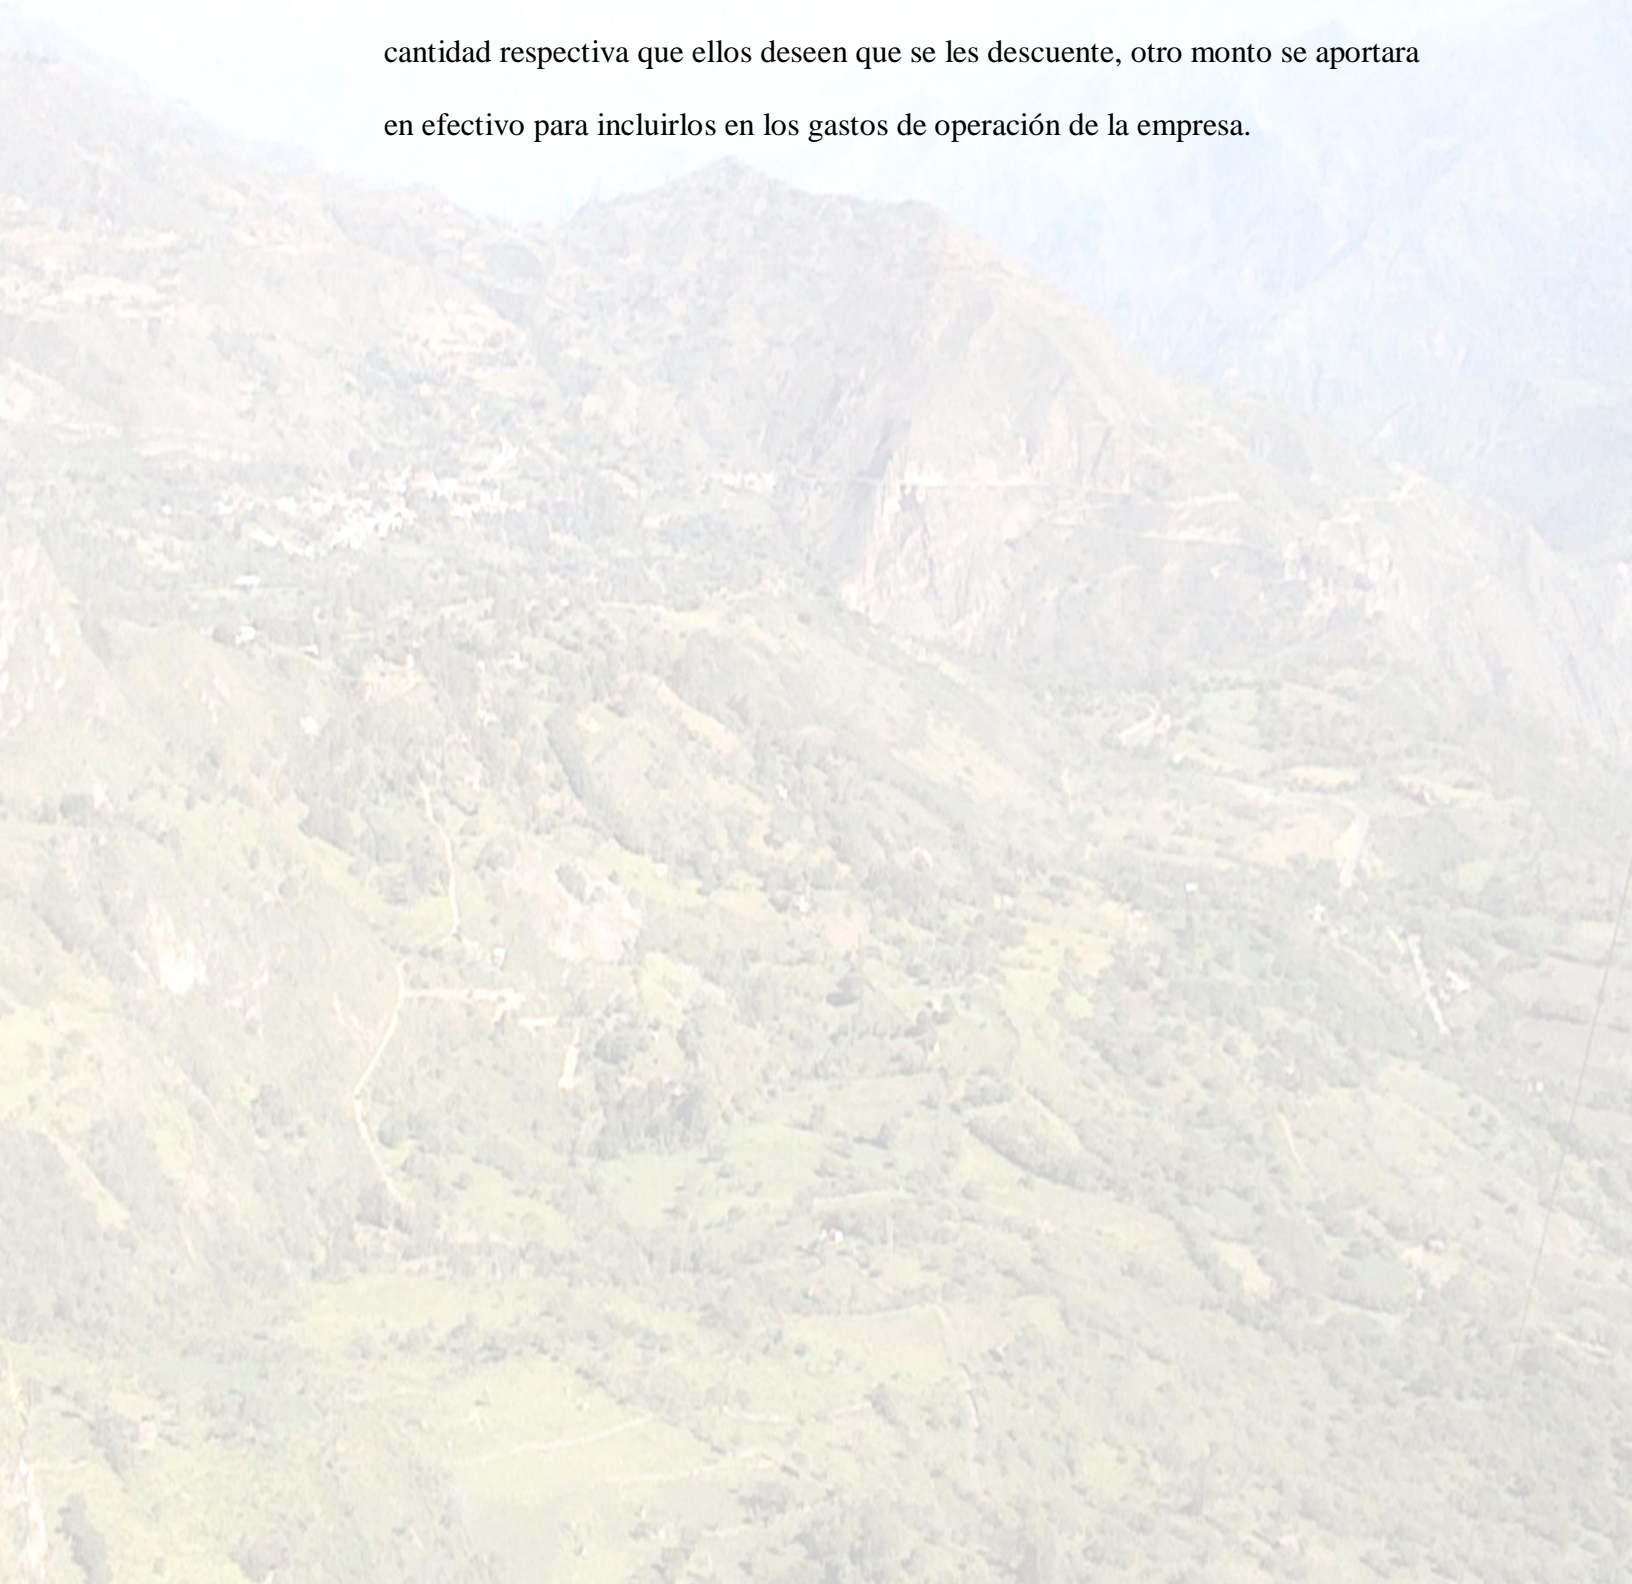 cantidad respectiva que ellos deseen que se les descuente, otro monto se aportara
en efectivo para incluirlos en los gastos de operación de la empresa.